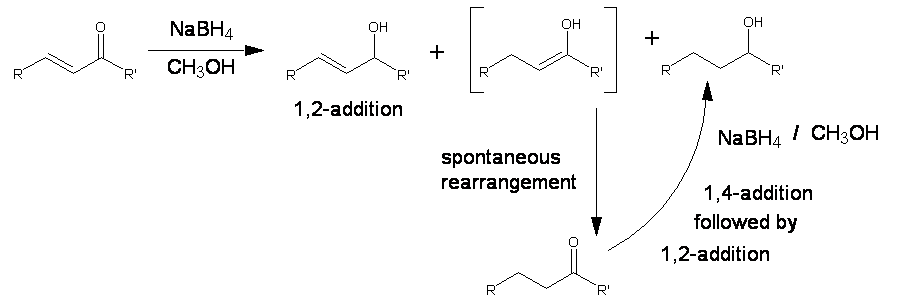 O
NaBH4
CH3OH
R
R'
OH
R
R'
1,2-addition
+
OH
R
R'
+
OH
R
R'
spontaneous
rearrangement
NaBH4 / CH3OH
1,4-addition
followed by
1,2-addition
O
R
R'